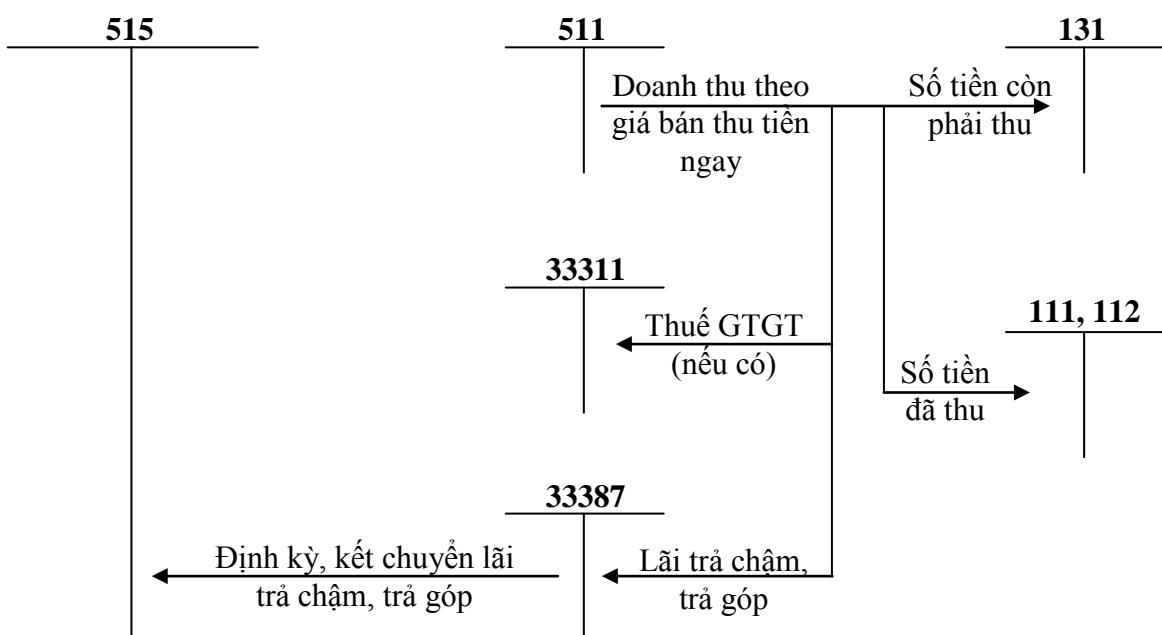 515
511
131
Doanh thu theo
giá bán thu tiền
ngay
Số tiền còn
phải thu
33311
Thuế GTGT
(nếu có)
111, 112
Số tiền
đã thu
33387
Định kỳ, kết chuyển lãi
trả chậm, trả góp
Lãi trả chậm,
trả góp